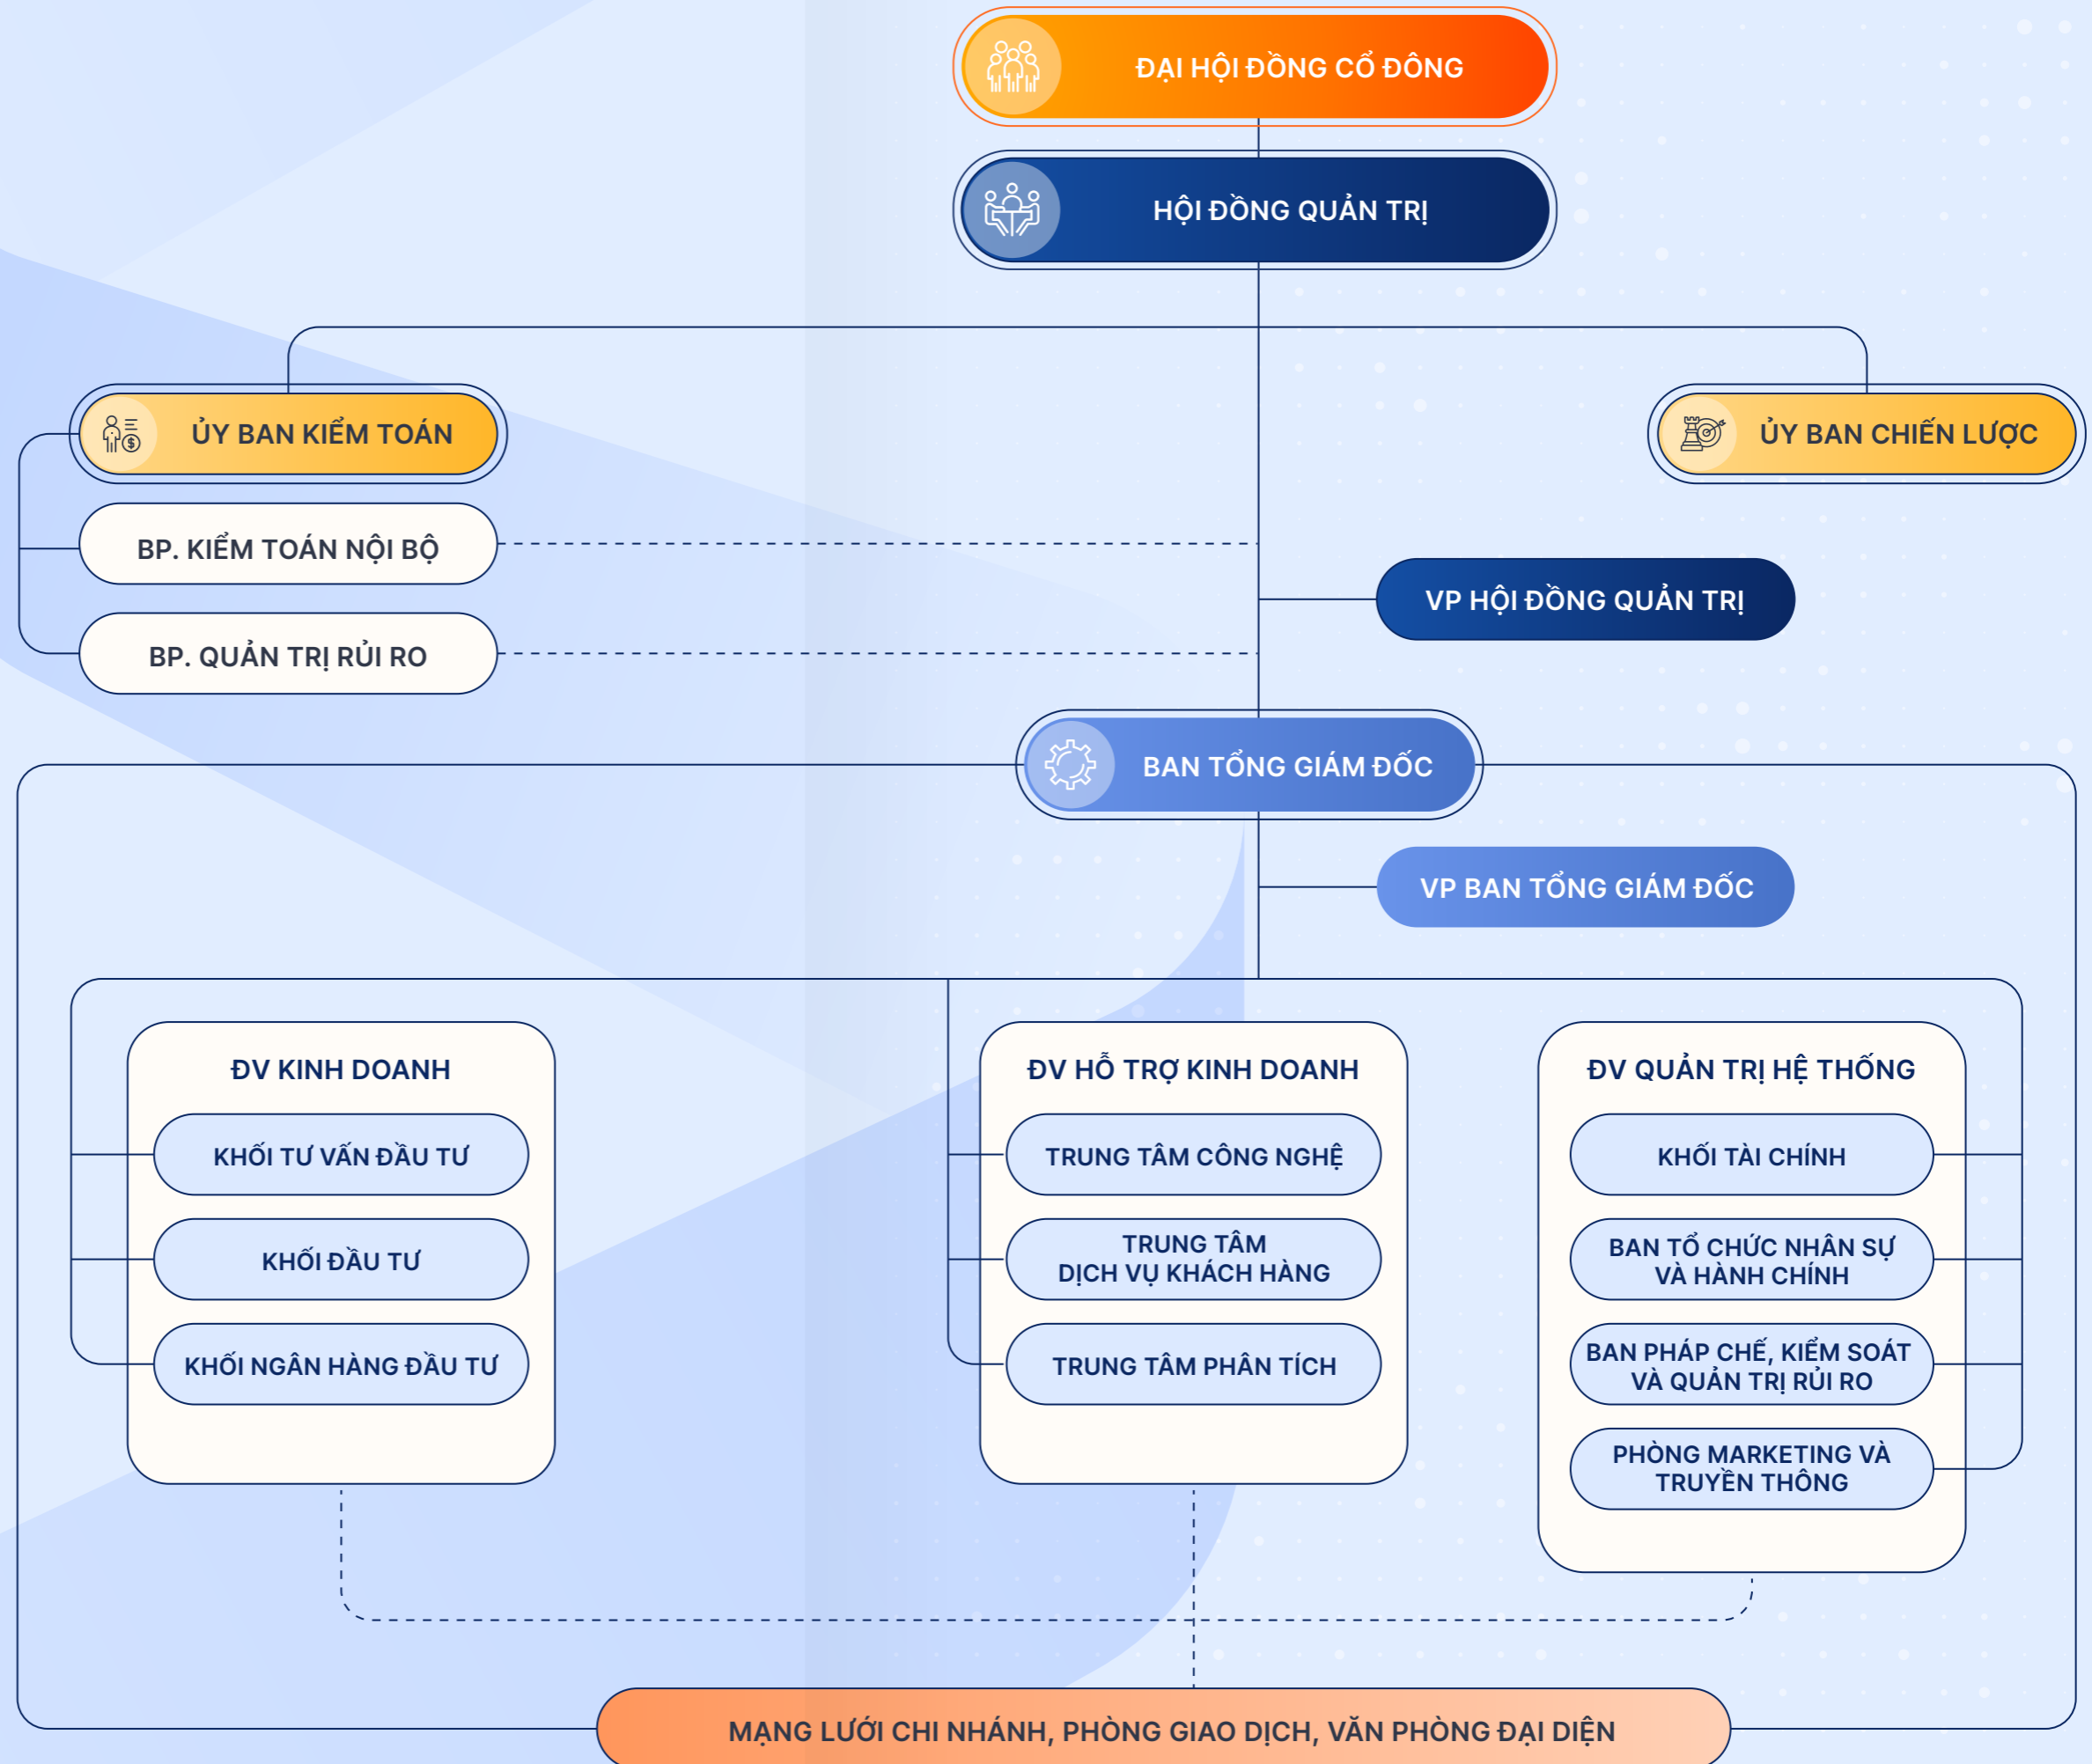 ĐẠI HỘI ĐỒNG CỔ ĐÔNG
HỘI ĐỒNG QUẢN TRỊ
ỦY BAN KIỂM TOÁN
ỦY BAN CHIẾN LƯỢC
BP. KIỂM TOÁN NỘI BỘ
VP HỘI ĐỒNG QUẢN TRỊ
BP. QUẢN TRỊ RỦI RO
BAN TỔNG GIÁM ĐỐC
VP BAN TỔNG GIÁM ĐỐC
ĐV KINH DOANH
KHỐI TƯ VẤN ĐẦU TƯ
KHỐI ĐẦU TƯ
KHỐI NGÂN HÀNG ĐẦU TƯ
ĐV HỖ TRỢ KINH DOANH
TRUNG TÂM CÔNG NGHỆ
TRUNG TÂM
DỊCH VỤ KHÁCH HÀNG
TRUNG TÂM PHÂN TÍCH
ĐV QUẢN TRỊ HỆ THỐNG
KHỐI TÀI CHÍNH
BAN TỔ CHỨC NHÂN SỰ
VÀ HÀNH CHÍNH
BAN PHÁP CHẾ, KIỂM SOÁT
VÀ QUẢN TRỊ RỦI RO
PHÒNG MARKETING VÀ
TRUYỀN THÔNG
MẠNG LƯỚI CHI NHÁNH, PHÒNG GIAO DỊCH, VĂN PHÒNG ĐẠI DIỆN